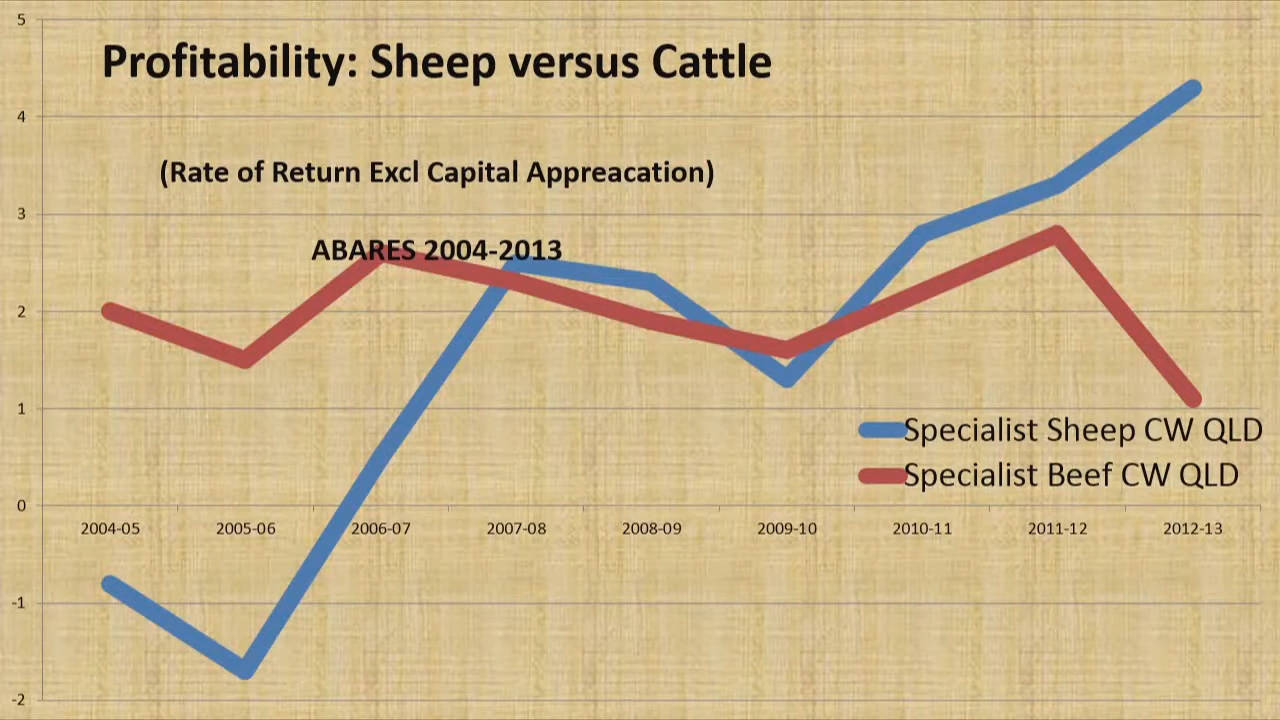 Profitability: Sheep versus Cattle
(Rate of Return Excl Capital Appreacation)
ABARES 2004-2013
5
4
3
2
1
0
-1
-2
Specialist Sheep CW QLD
Specialist Beef CW QLD
2004-05 2005-06 2006-07 2007-08 2008-09 2009-10 2010-11 2011-12 2012-13